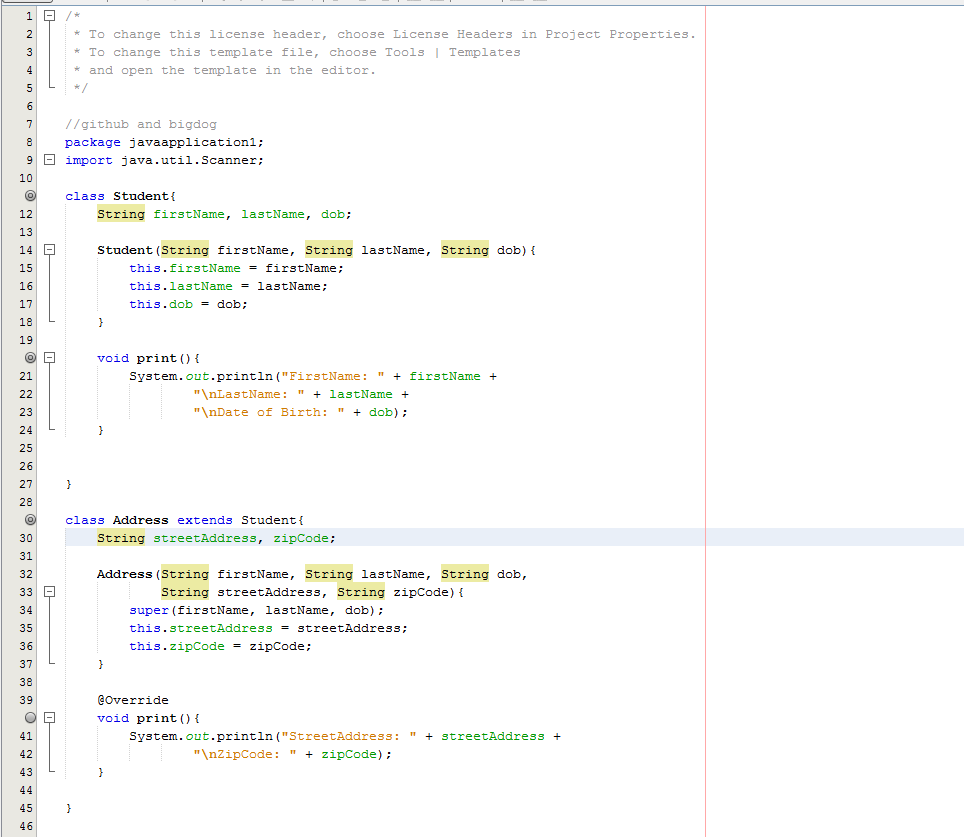 1 /*
2 * To change this license header, choose License Headers in Project Properties.
3 * To change this template file, choose Tools | Templates
4 * and open the template in the editor.
5 */
6
7 //github and bigdog
8 package javaapplication1;
9 import java.util.Scanner;
10
class Student{
12 String firstName, lastName, dob;
13
14 Student(String firstName, String lastName, String dob){
15 this.firstName = firstName;
16 this.lastName = lastName;
17 this.dob = dob;
18 }
19
void print(){
21 System.out.println("FirstName: " + firstName +
22 "\nLastName: " + lastName +
23 "\nDate of Birth: " + dob);
24 }
25
26
27 }
28
class Address extends Student{
30 String streetAddress, zipCode;
31
32 Address(String firstName, String lastName, String dob,
33 String streetAddress, String zipCode){
34 super(firstName, lastName, dob);
35 this.streetAddress = streetAddress;
36 this.zipCode = zipCode;
37 }
38
39 @Override
void print(){
41 System.out.println("StreetAddress: " + streetAddress +
42 "\nZipCode: " + zipCode);
43 }
44
45 }
46